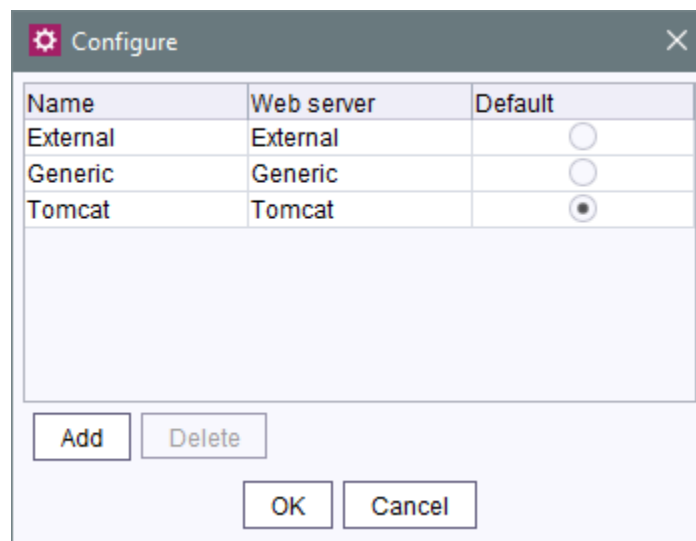 Configure
Name Web server Default
External External
Generic Generic
Tomcat Tomcat
Add Delete
OK Cancel